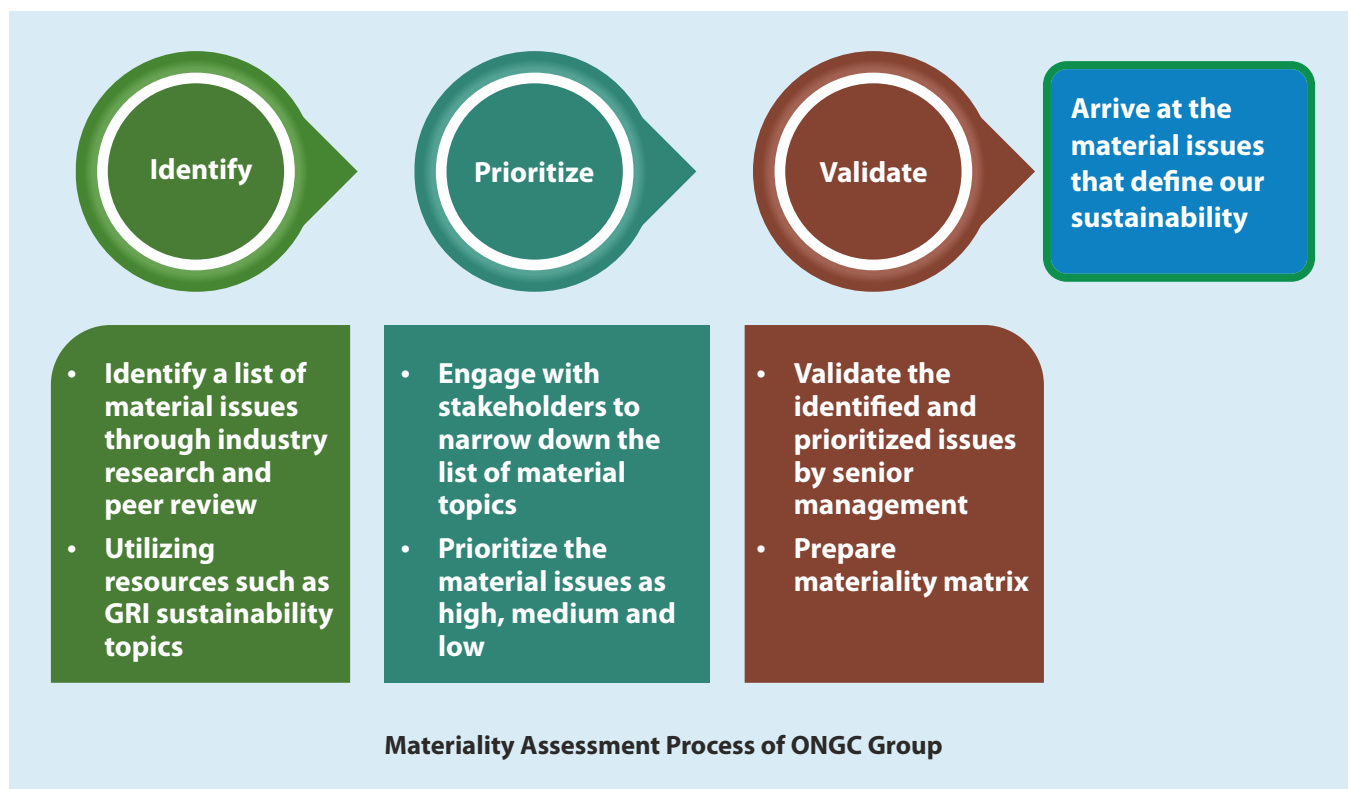 Identify
Prioritize
Validate
Arrive at the
material issues
that define our
sustainability
• Identify a list of
material issues
through industry
research and
peer review
• Utilizing
resources such as
GRI sustainability
topics
• Engage with
stakeholders to
narrow down the
list of material
topics
• Prioritize the
material issues as
high, medium and
low
• Validate the
identified and
prioritized issues
by senior
management
• Prepare
materiality matrix
Materiality Assessment Process of ONGC Group